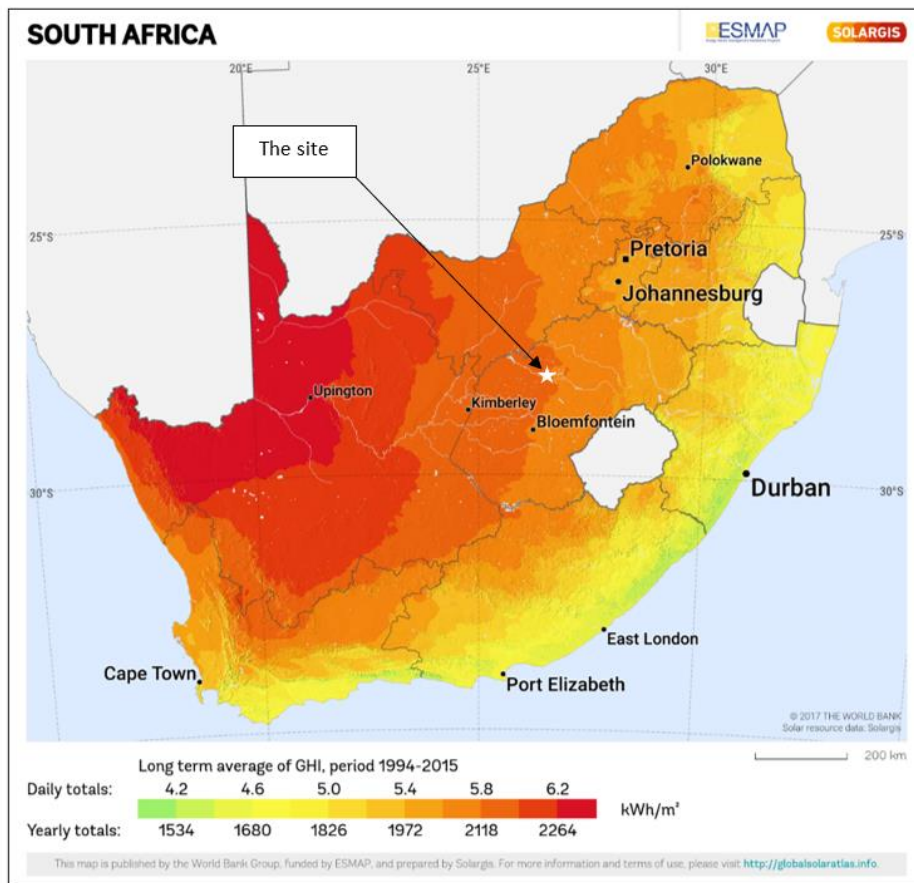 SOUTH AFRICA
ESMAP
SOLARGIS
20°E
25°E
30°E
The site
Polokwane
25°S
25°S
Pretoria
Johannesburg
Upington
Kimberley
Bloemfontein
30°S
30°S
Durban
East London
Cape Town
Port Elizabeth
© 2017 THE WORLD BANK
Solar resource data: Solargis
200 km
Long term average of GHI, period 1994-2015
Daily totals: 4.2 4.6 5.0 5.4 5.8 6.2
kWh/m²
Yearly totals: 1534 1680 1826 1972 2118 2264
This map is published by the World Bank Group, funded by ESMAP, and prepared by Solargis. For more information and terms of use, please visit http://globalsolaratlas.info.